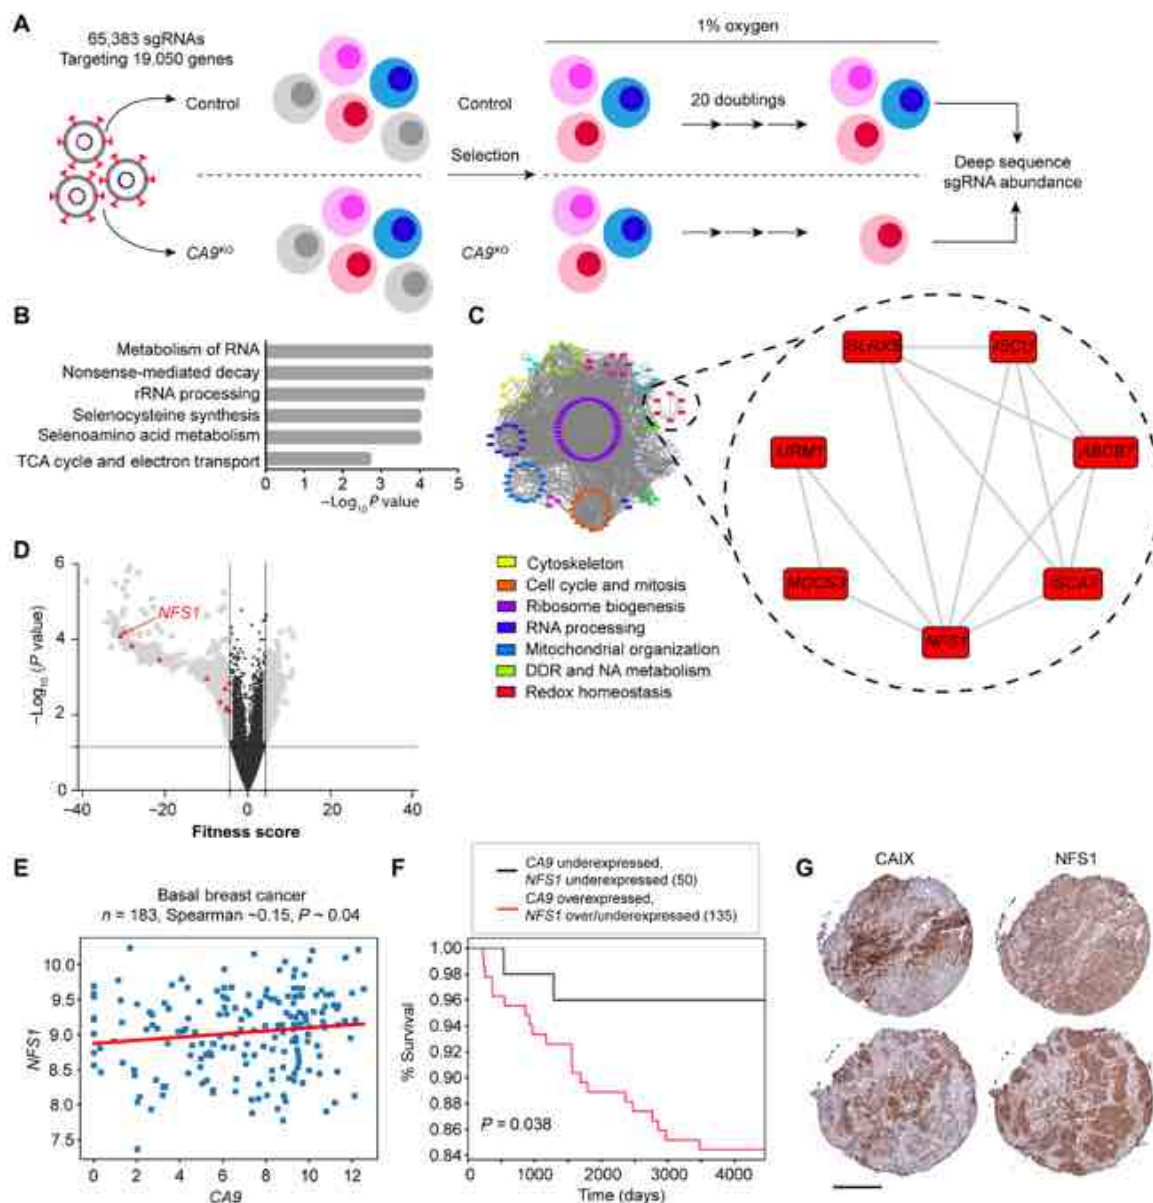 A
65,383 sgRNAs
Targeting 19,050 genes
Control
CA9KO
Control
Selection
CA9KO
1% oxygen
20 doublings
Deep sequence
sgRNA abundance
B
Metabolism of RNA
Nonsense-mediated decay
rRNA processing
Selenocysteine synthesis
Selenoamino acid metabolism
TCA cycle and electron transport
0 1 2 3 4 5
−Log10 P value
C
ISCU
URM1
MOCS3
NFS1
Cytoskeleton
Cell cycle and mitosis
Ribosome biogenesis
RNA processing
Mitochondrial organization
DDR and NA metabolism
Redox homeostasis
D
6
4
2
0
−Log10 (P value)
NFS1
−40 −20 0 20 40
Fitness score
E
Basal breast cancer
n = 183, Spearman ~0.15, P ~ 0.04
10.0
9.5
9.0
8.5
8.0
7.5
NFS1
0 2 4 6 8 10 12
CA9
F
CA9 underexpressed,
NFS1 underexpressed (50)
CA9 overexpressed,
NFS1 over/underexpressed (135)
1.00
0.98
0.96
0.94
0.92
0.90
0.88
0.86
0.84
% Survival
P = 0.038
0 1000 2000 3000 4000
Time (days)
G
CAIX NFS1